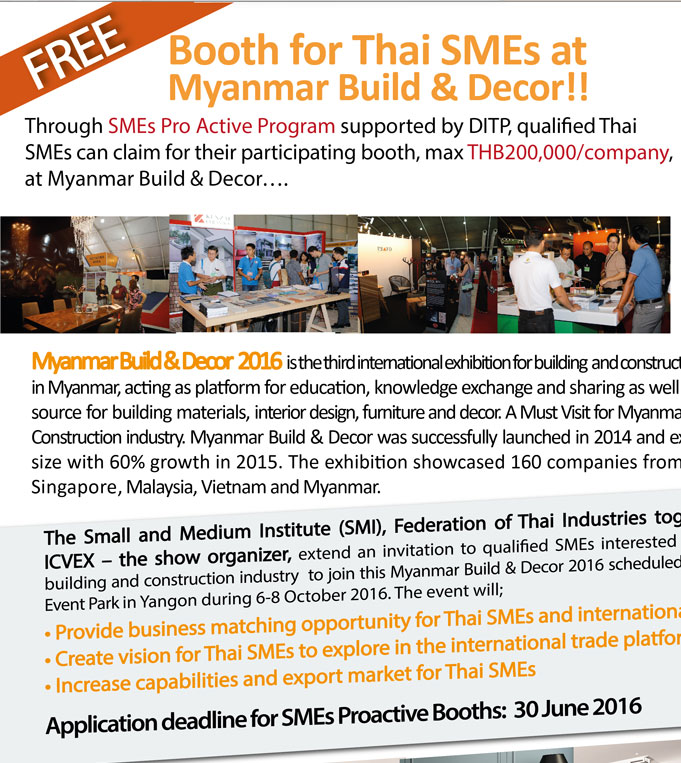 FREE
Booth for Thai SMEs at
Myanmar Build & Decor!!
Through SMEs Pro Active Program supported by DITP, qualified Thai
SMEs can claim for their participating booth, max THB200,000/company,
at Myanmar Build & Decor….
Myanmar Build & Decor 2016 is the third international exhibition for building and construct
in Myanmar, acting as platform for education, knowledge exchange and sharing as well
source for building materials, interior design, furniture and decor. A Must Visit for Myanma
Construction industry. Myanmar Build & Decor was successfully launched in 2014 and ex
size with 60% growth in 2015. The exhibition showcased 160 companies from
Singapore, Malaysia, Vietnam and Myanmar.
The Small and Medium Institute (SMI), Federation of Thai Industries tog
ICVEX – the show organizer, extend an invitation to qualified SMEs interested
building and construction industry to join this Myanmar Build & Decor 2016 scheduled
Event Park in Yangon during 6-8 October 2016. The event will;
• Provide business matching opportunity for Thai SMEs and internationa
• Create vision for Thai SMEs to explore in the international trade platfor
• Increase capabilities and export market for Thai SMEs
Application deadline for SMEs Proactive Booths: 30 June 2016